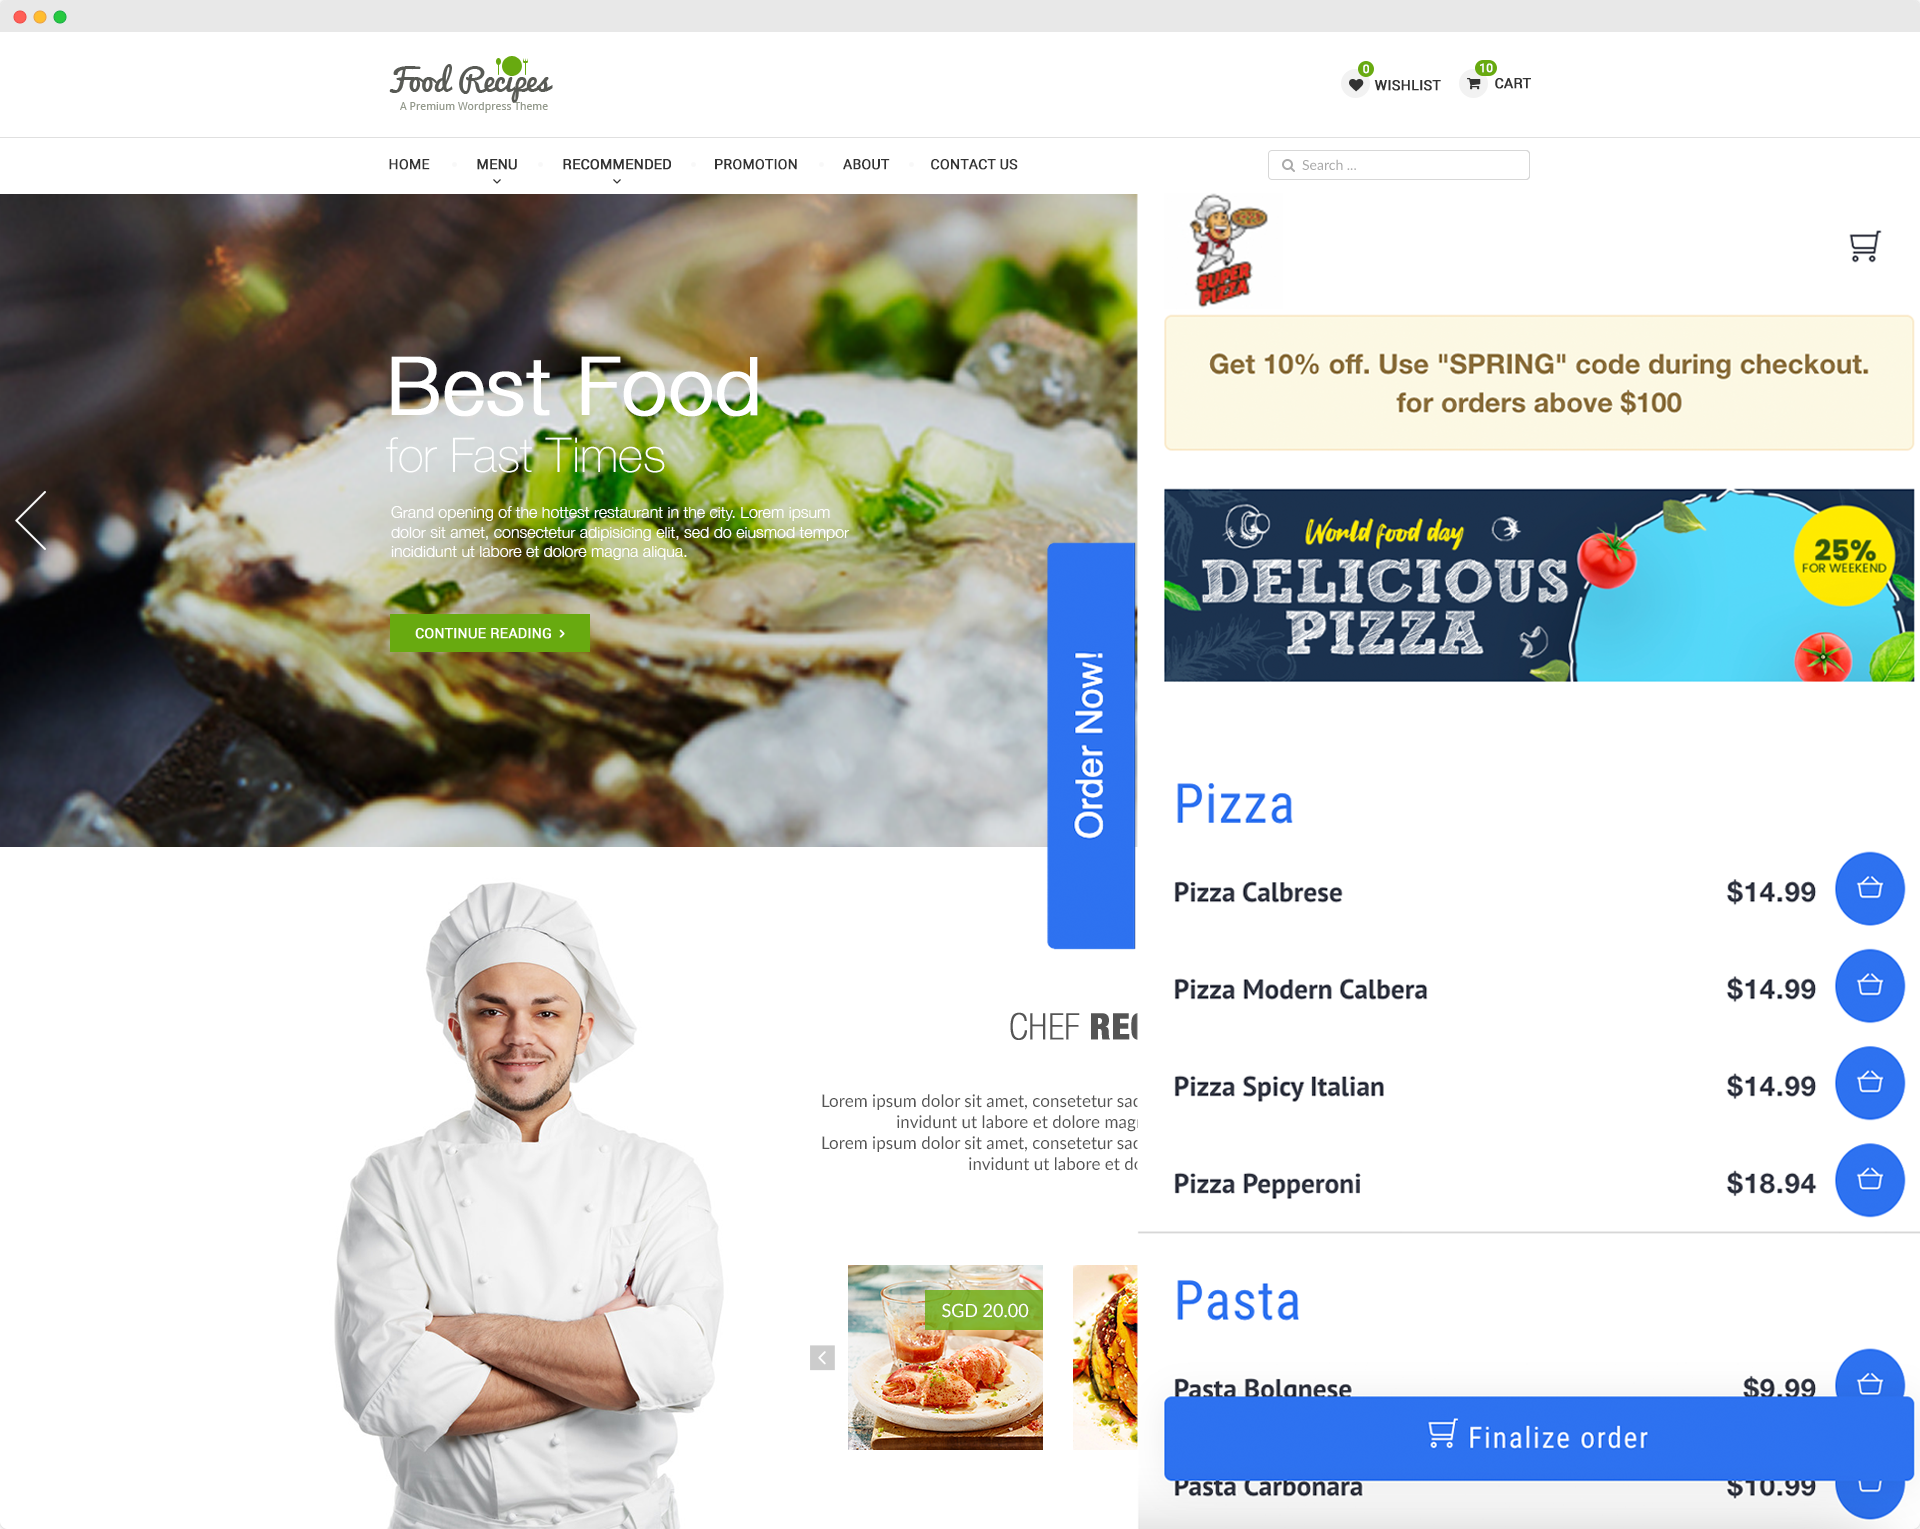 Food Recipes
A Premium Wordpress Theme
0
WISHLIST
10
CART
HOME
MENU
RECOMMENDED
PROMOTION
ABOUT
CONTACT US
Search ...
Best Food
for Fast Times
Grand opening of the hottest restaurant in the city. Lorem ipsum
dolor sit amet, consectetur adipisicing elit, sed do eiusmod tempor
incididunt ut labore et dolore magna aliqua.
CONTINUE READING
Order Now!
CHEF
Lorem ipsum dolor sit amet, consetetur
invidunt ut labore et dolore
Lorem ipsum dolor sit amet, consetetur
invidunt ut labore et
SGD 20.00
SUPER
PIZZA
Get 10% off. Use "SPRING" code during checkout.
for orders above $100
World food day
DELICIOUS
PIZZA
25%
FOR WEEKEND
Pizza
Pizza Calbrese $14.99
Pizza Modern Calbera $14.99
Pizza Spicy Italian $14.99
Pizza Pepperoni $18.94
Pasta
Pasta Bolgnese $9.99
Finalize order
Pasta Carbonara $10.99